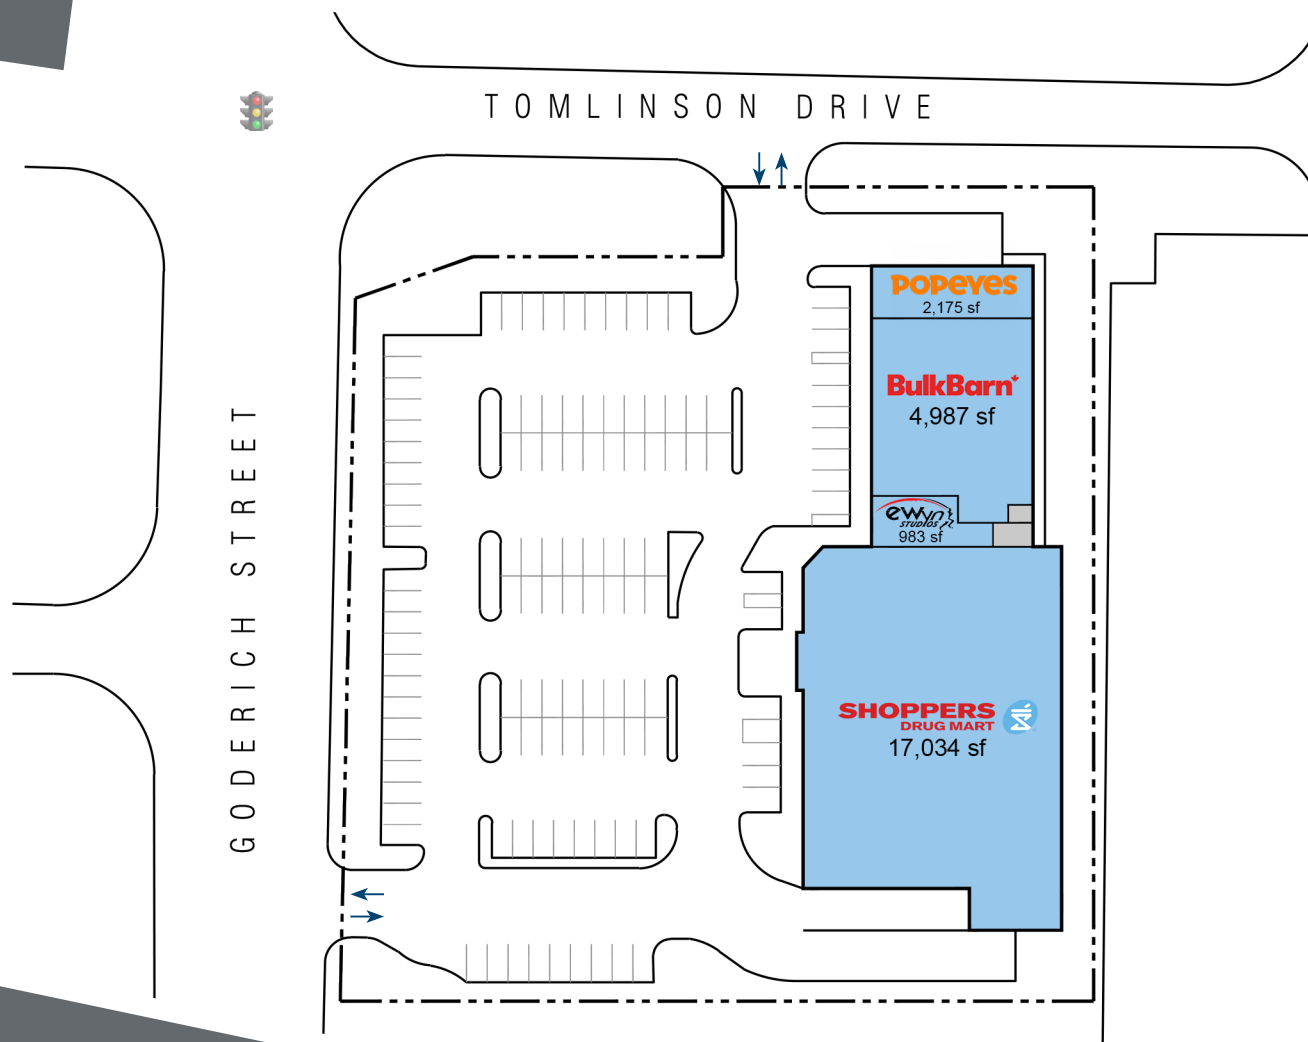 TOMLINSON DRIVE
POPEYES
2,175 sf
BulkBarn
4,987 sf
GODERICH STREET
ewyn
STUDIOS
983 sf
SHOPPERS
DRUG MART
17,034 sf